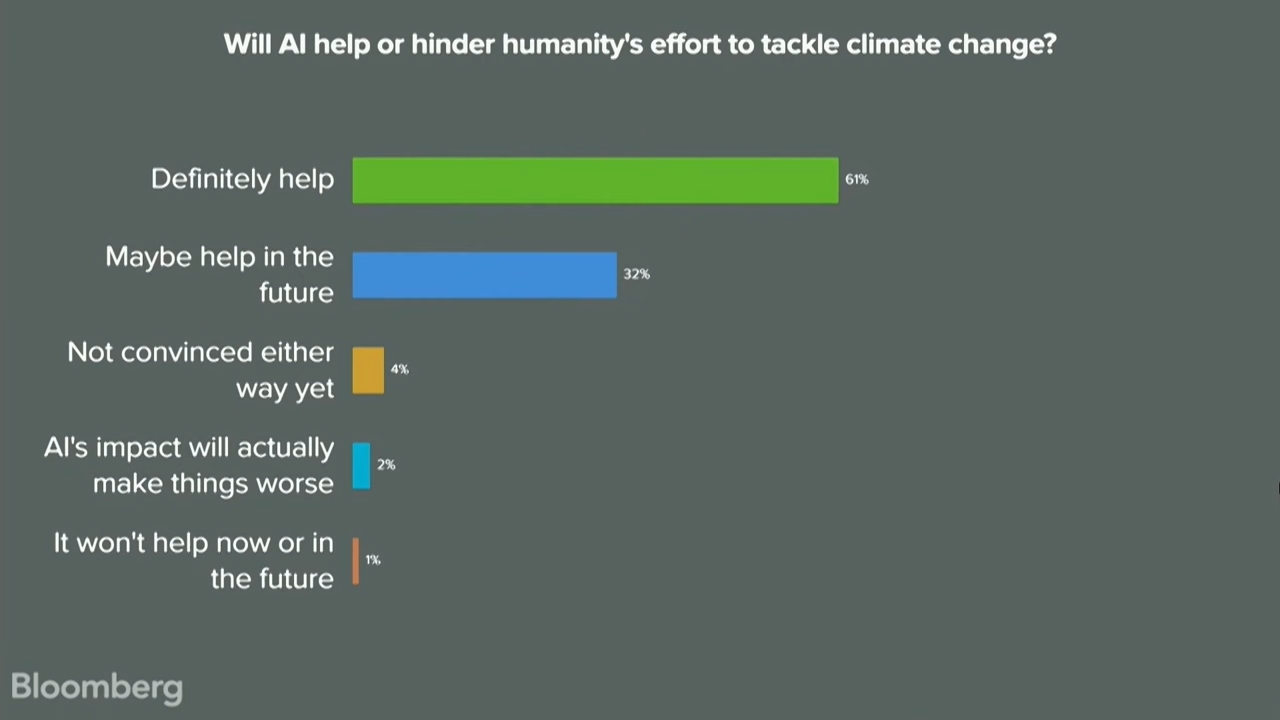 Will AI help or hinder humanity's effort to tackle climate change?
Definitely help
61%
Maybe help in the
future
32%
Not convinced either
way yet
4%
AI's impact will actually
make things worse
2%
It won't help now or in
the future
1%
Bloomberg